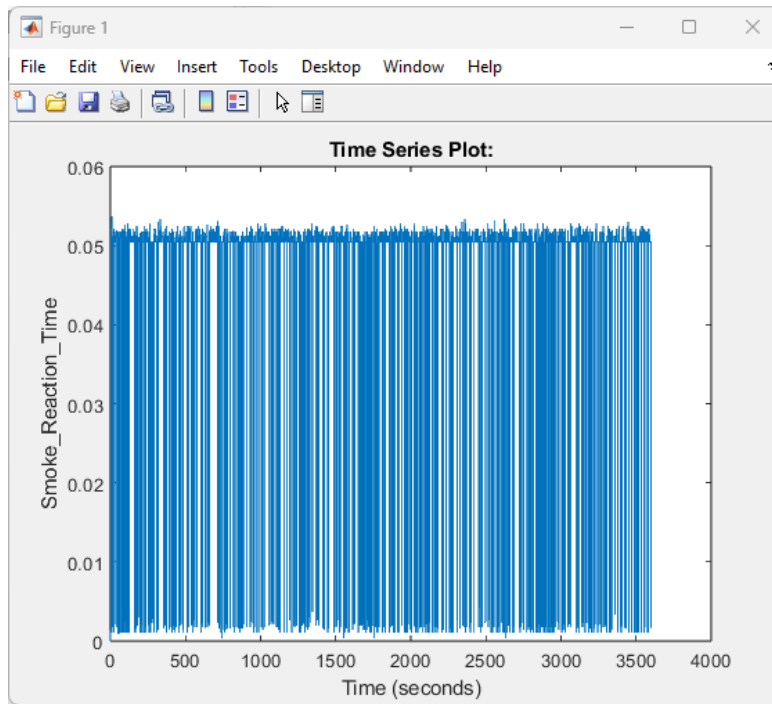 Figure 1
File Edit View Insert Tools Desktop Window Help
Time Series Plot:
0.06
0.05
0.04
0.03
0.02
0.01
0
Smoke_Reaction_Time
0 500 1000 1500 2000 2500 3000 3500 4000
Time (seconds)